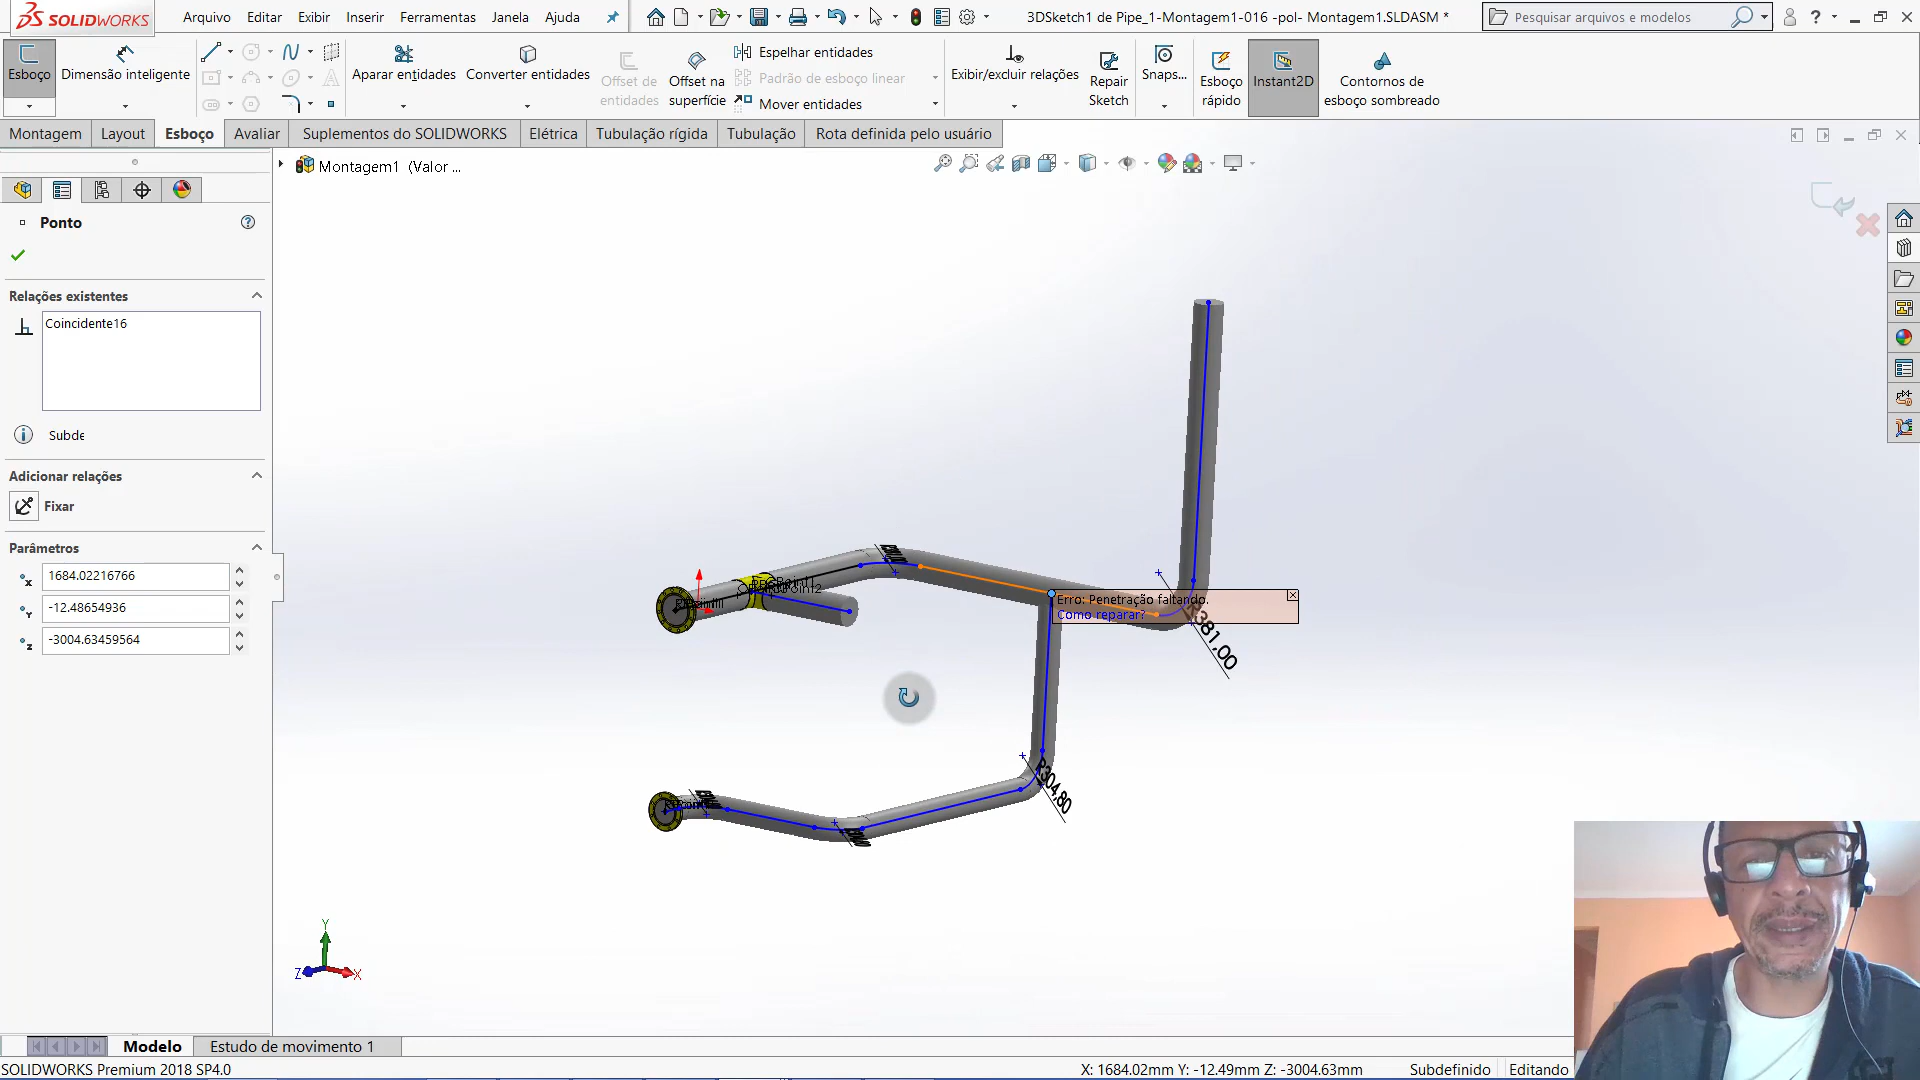 SOLIDWORKS
Arquivo Editar Exibir Inserir Ferramentas Janela Ajuda
3DSketch1 de Pipe_1-Montagem1-016 -pol- Montagem1.SLDASM *
Pesquisar arquivos e modelos
Esboço
Dimensão inteligente
Aparar entidades
Converter entidades
Offset de entidades
Offset na superfície
Espelhar entidades
Padrão de esboço linear
Mover entidades
Exibir/excluir relações
Repair Sketch
Snaps...
Esboço rápido
Instant2D
Contornos de esboço sombreado
Montagem Layout Esboço Avaliar Suplementos do SOLIDWORKS Elétrica Tubulação rígida Tubulação Rota definida pelo usuário
Montagem1 (Valor ...
Ponto
Relações existentes
Coincidente16
Subde
Adicionar relações
Fixar
Parâmetros
x 1684.02216766
Y -12.48654936
z -3004.63459564
Erro: Penetração faltando.
Como reparar?
R381,00
R304,80
Y
Z
X
Modelo Estudo de movimento 1
SOLIDWORKS Premium 2018 SP4.0
X: 1684.02mm Y: -12.49mm Z: -3004.63mm Subdefinido Editando